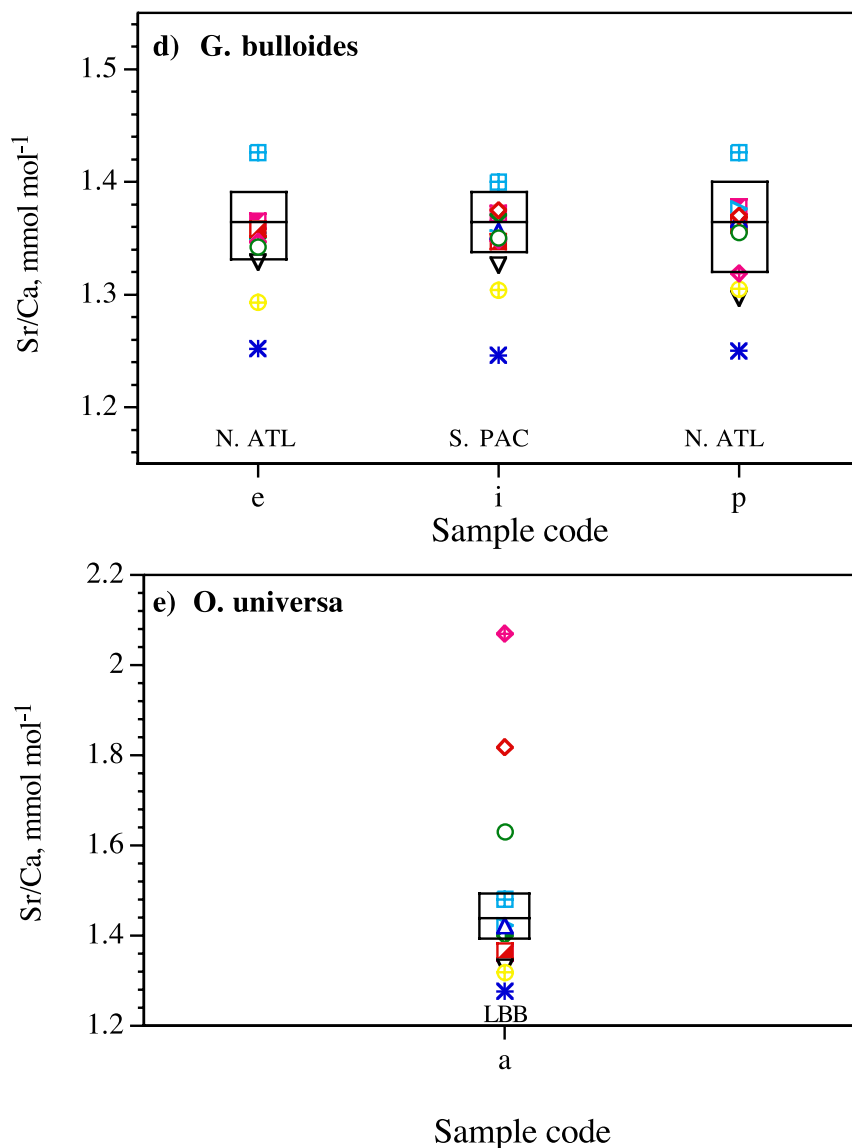 d) G. bulloides
1.5
1.4
1.3
1.2
Sr/Ca, mmol mol⁻¹
N. ATL S. PAC N. ATL
e i p
Sample code
2.2
e) O. universa
2
1.8
1.6
1.4
1.2
Sr/Ca, mmol mol⁻¹
LBB
a
Sample code